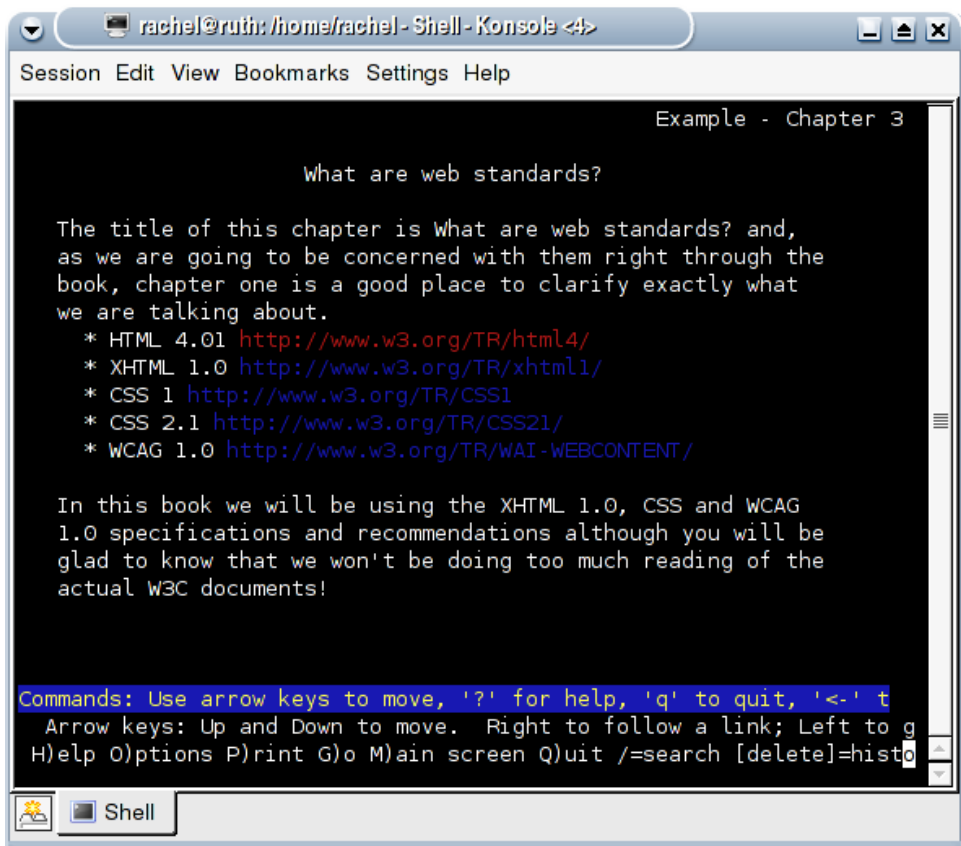 rachel@ruth: /home/rachel - Shell - Konsole <4>
Session Edit View Bookmarks Settings Help
Example - Chapter 3
What are web standards?
The title of this chapter is What are web standards? and,
as we are going to be concerned with them right through the
book, chapter one is a good place to clarify exactly what
we are talking about.
* HTML 4.01 http://www.w3.org/TR/html4/
* XHTML 1.0 http://www.w3.org/TR/xhtml1/
* CSS 1 http://www.w3.org/TR/CSS1
* CSS 2.1 http://www.w3.org/TR/CSS21/
* WCAG 1.0 http://www.w3.org/TR/WAI-WEBCONTENT/
In this book we will be using the XHTML 1.0, CSS and WCAG
1.0 specifications and recommendations although you will be
glad to know that we won't be doing too much reading of the
actual W3C documents!
Commands: Use arrow keys to move, '?' for help, 'q' to quit, '<-' t
Arrow keys: Up and Down to move. Right to follow a link; Left to g
H)elp O)ptions P)rint G)o M)ain screen Q)uit /=search [delete]=histo
Shell